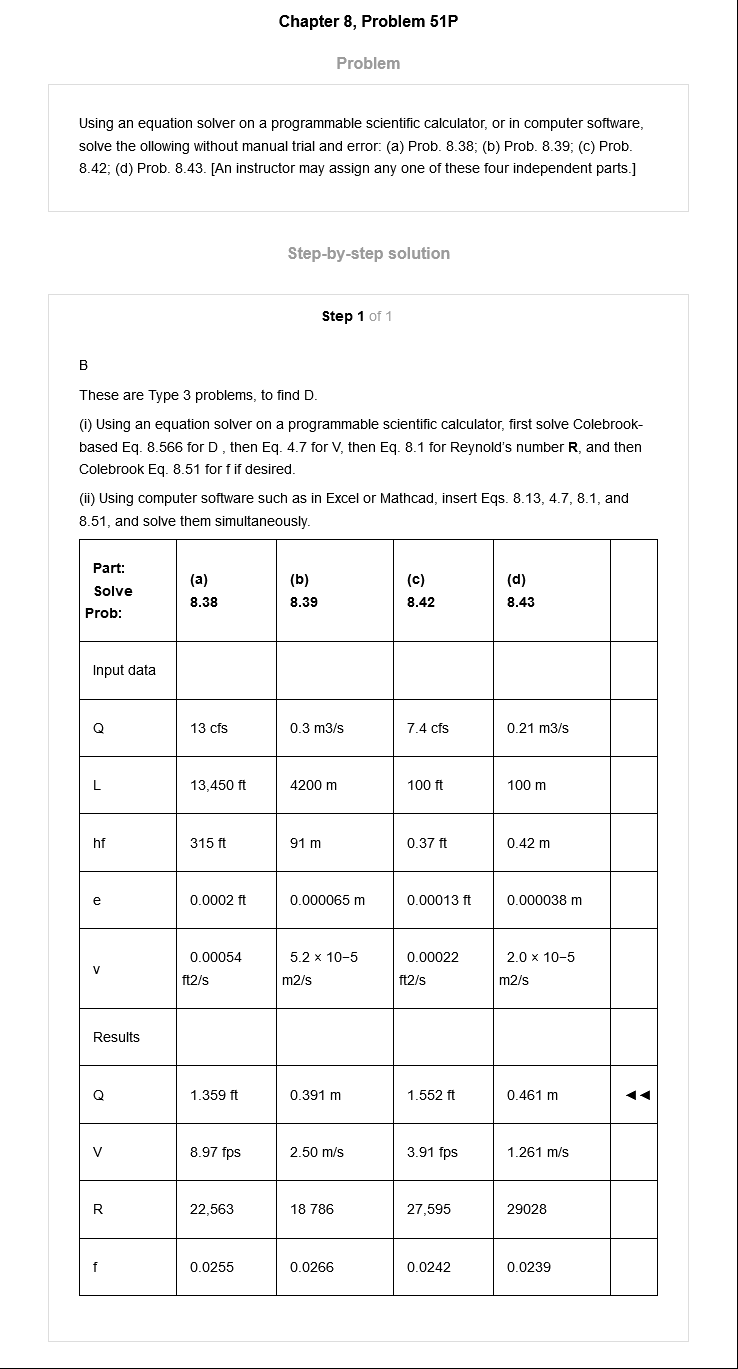 Chapter 8, Problem 51P
Problem
Using an equation solver on a programmable scientific calculator, or in computer software,
solve the ollowing without manual trial and error: (a) Prob. 8.38; (b) Prob. 8.39; (c) Prob.
8.42; (d) Prob. 8.43. [An instructor may assign any one of these four independent parts.]
Step-by-step solution
Step 1 of 1
B
These are Type 3 problems, to find D.
(i) Using an equation solver on a programmable scientific calculator, first solve Colebrook-
based Eq. 8.566 for D , then Eq. 4.7 for V, then Eq. 8.1 for Reynold's number R, and then
Colebrook Eq. 8.51 for f if desired.
(ii) Using computer software such as in Excel or Mathcad, insert Eqs. 8.13, 4.7, 8.1, and
8.51, and solve them simultaneously.
Part: Solve Prob: (a) 8.38 (b) 8.39 (c) 8.42 (d) 8.43
Input data
Q 13 cfs 0.3 m3/s 7.4 cfs 0.21 m3/s
L 13,450 ft 4200 m 100 ft 100 m
hf 315 ft 91 m 0.37 ft 0.42 m
e 0.0002 ft 0.000065 m 0.00013 ft 0.000038 m
v 0.00054 ft2/s 5.2 × 10−5 m2/s 0.00022 ft2/s 2.0 × 10−5 m2/s
Results
Q 1.359 ft 0.391 m 1.552 ft 0.461 m ◄◄
V 8.97 fps 2.50 m/s 3.91 fps 1.261 m/s
R 22,563 18 786 27,595 29028
f 0.0255 0.0266 0.0242 0.0239